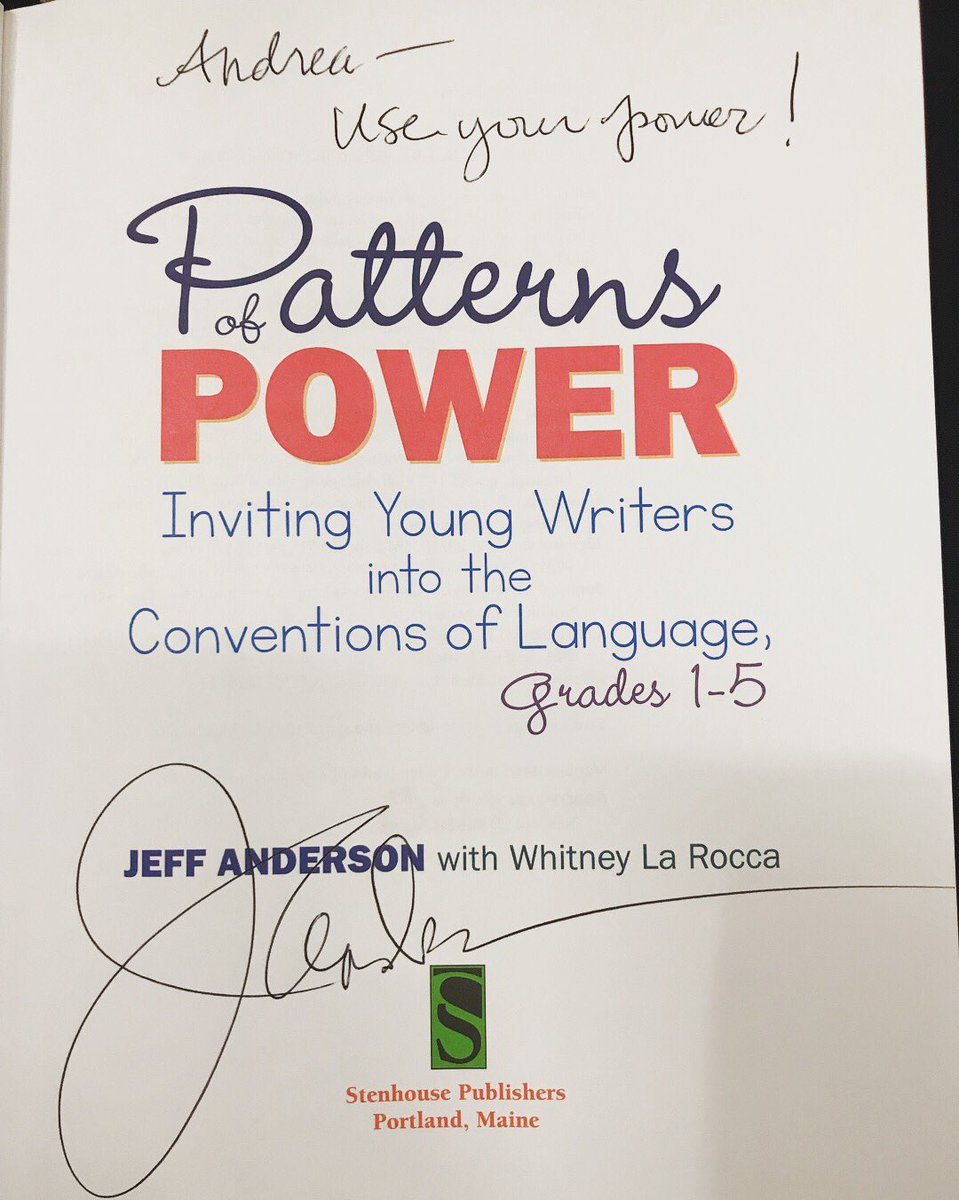 Andrea —
Use your power!
Patterns
of
POWER
Inviting Young Writers
into the
Conventions of Language,
grades 1-5
JEFF ANDERSON with Whitney La Rocca
S
Stenhouse Publishers
Portland, Maine